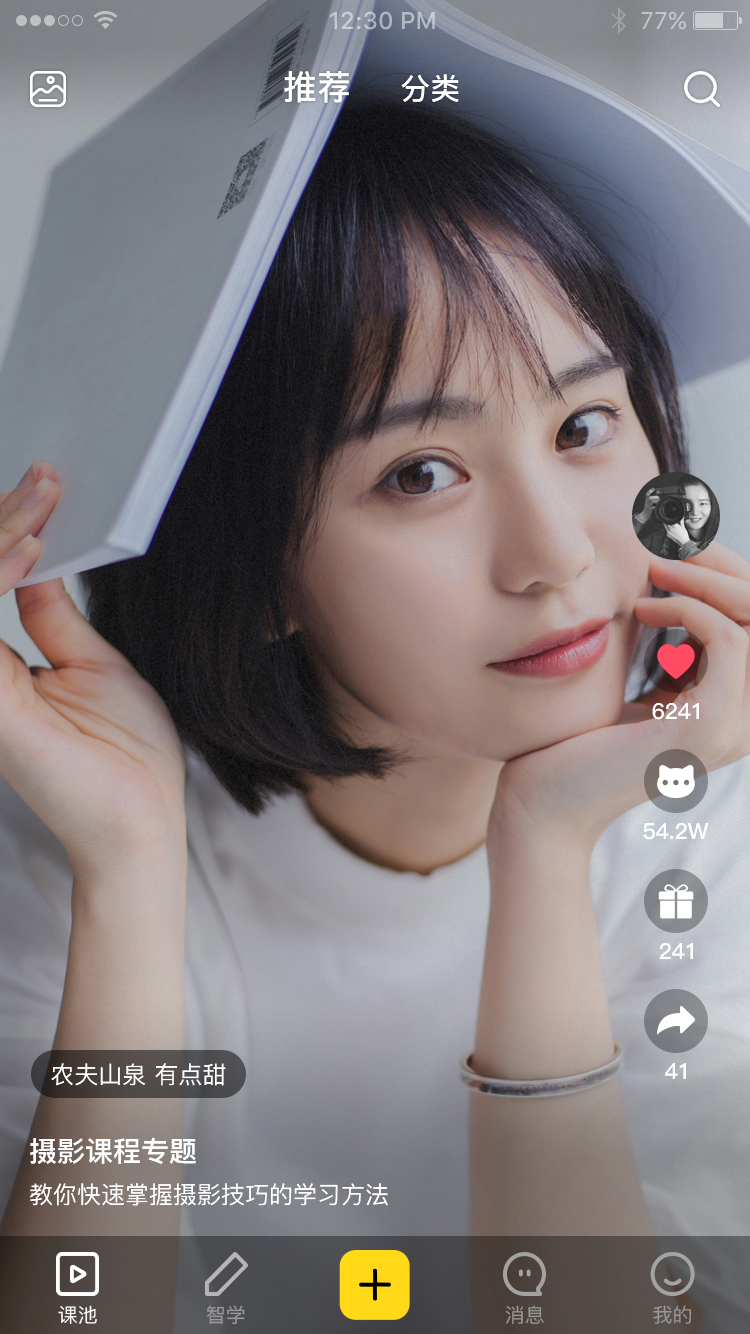 12:30 PM
77%
推荐
分类
6241
54.2W
241
41
农夫山泉 有点甜
摄影课程专题
教你快速掌握摄影技巧的学习方法
课池
智学
消息
我的